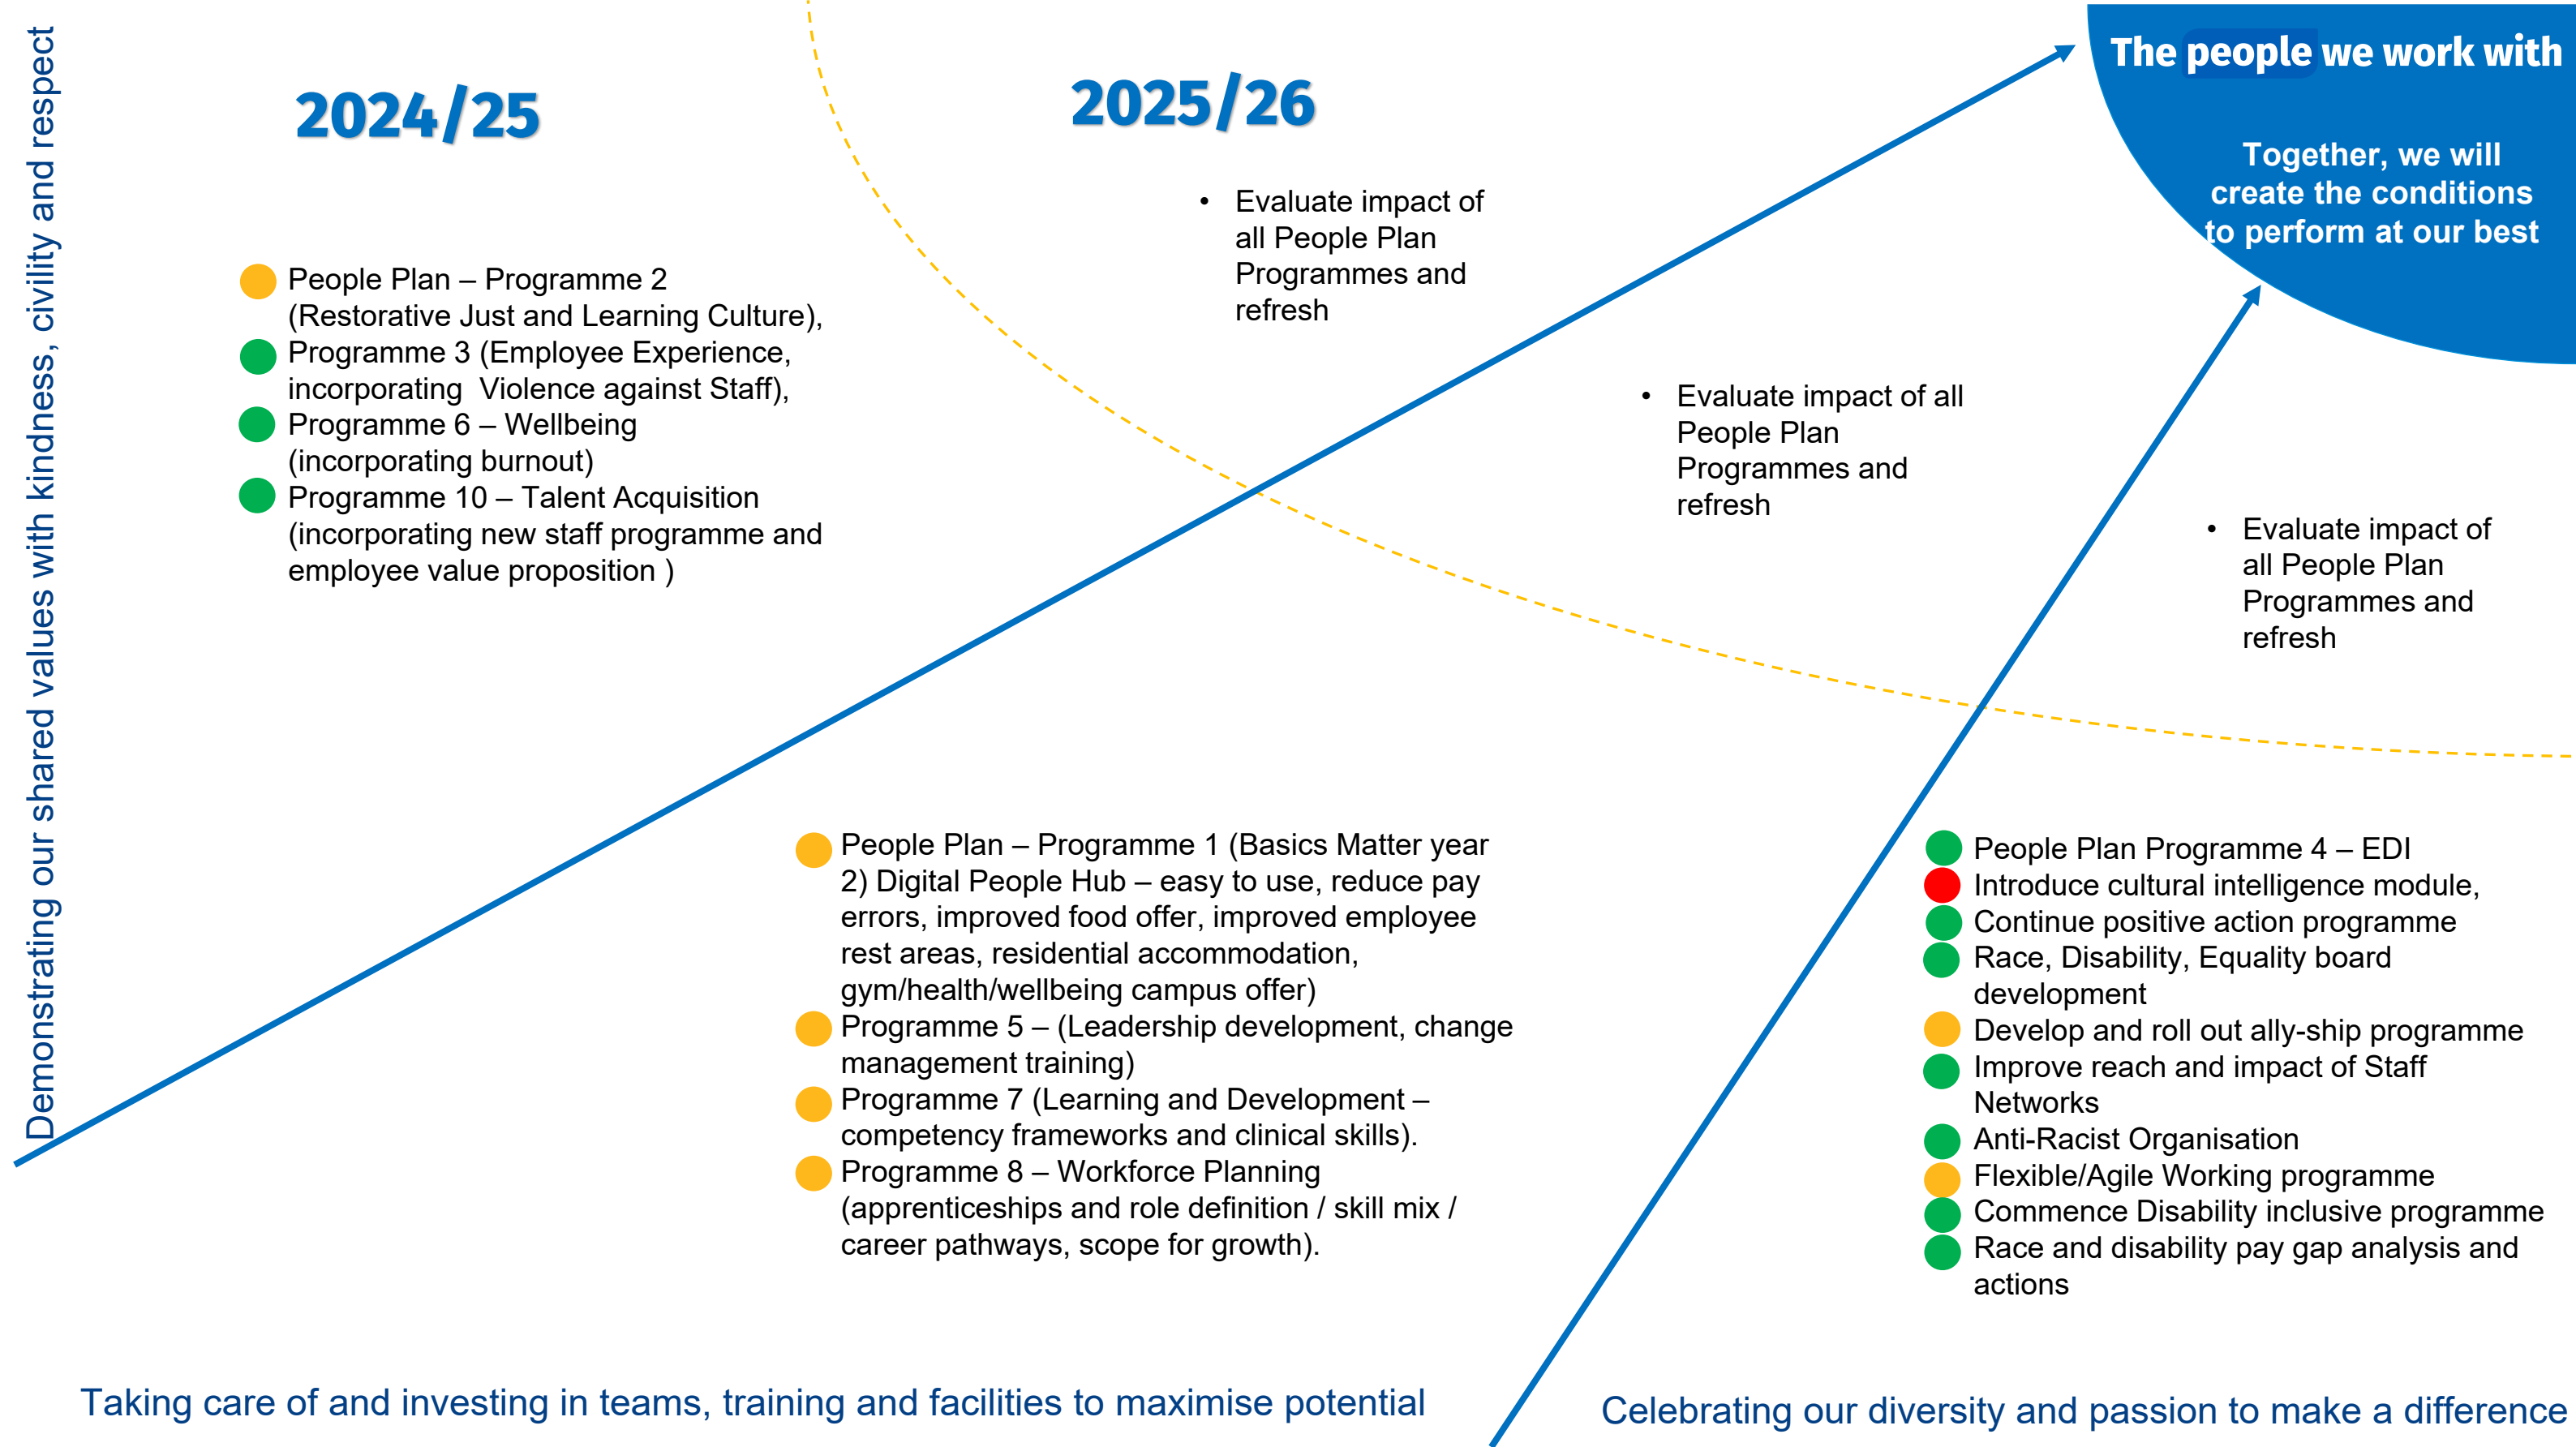 Demonstrating our shared values with kindness, civility and respect
2024/25
People Plan – Programme 2
(Restorative Just and Learning Culture),
Programme 3 (Employee Experience,
incorporating  Violence against Staff),
Programme 6 – Wellbeing
(incorporating burnout)
Programme 10 – Talent Acquisition
(incorporating new staff programme and
employee value proposition )
2025/26
• Evaluate impact of
all People Plan
Programmes and
refresh
The people we work with
Together, we will
create the conditions
to perform at our best
• Evaluate impact of all
People Plan
Programmes and
refresh
• Evaluate impact of
all People Plan
Programmes and
refresh
People Plan – Programme 1 (Basics Matter year
2) Digital People Hub – easy to use, reduce pay
errors, improved food offer, improved employee
rest areas, residential accommodation,
gym/health/wellbeing campus offer)
Programme 5 – (Leadership development, change
management training)
Programme 7 (Learning and Development –
competency frameworks and clinical skills).
Programme 8 – Workforce Planning
(apprenticeships and role definition / skill mix /
career pathways, scope for growth).
People Plan Programme 4 – EDI
Introduce cultural intelligence module,
Continue positive action programme
Race, Disability, Equality board
development
Develop and roll out ally-ship programme
Improve reach and impact of Staff
Networks
Anti-Racist Organisation
Flexible/Agile Working programme
Commence Disability inclusive programme
Race and disability pay gap analysis and
actions
Taking care of and investing in teams, training and facilities to maximise potential
Celebrating our diversity and passion to make a difference